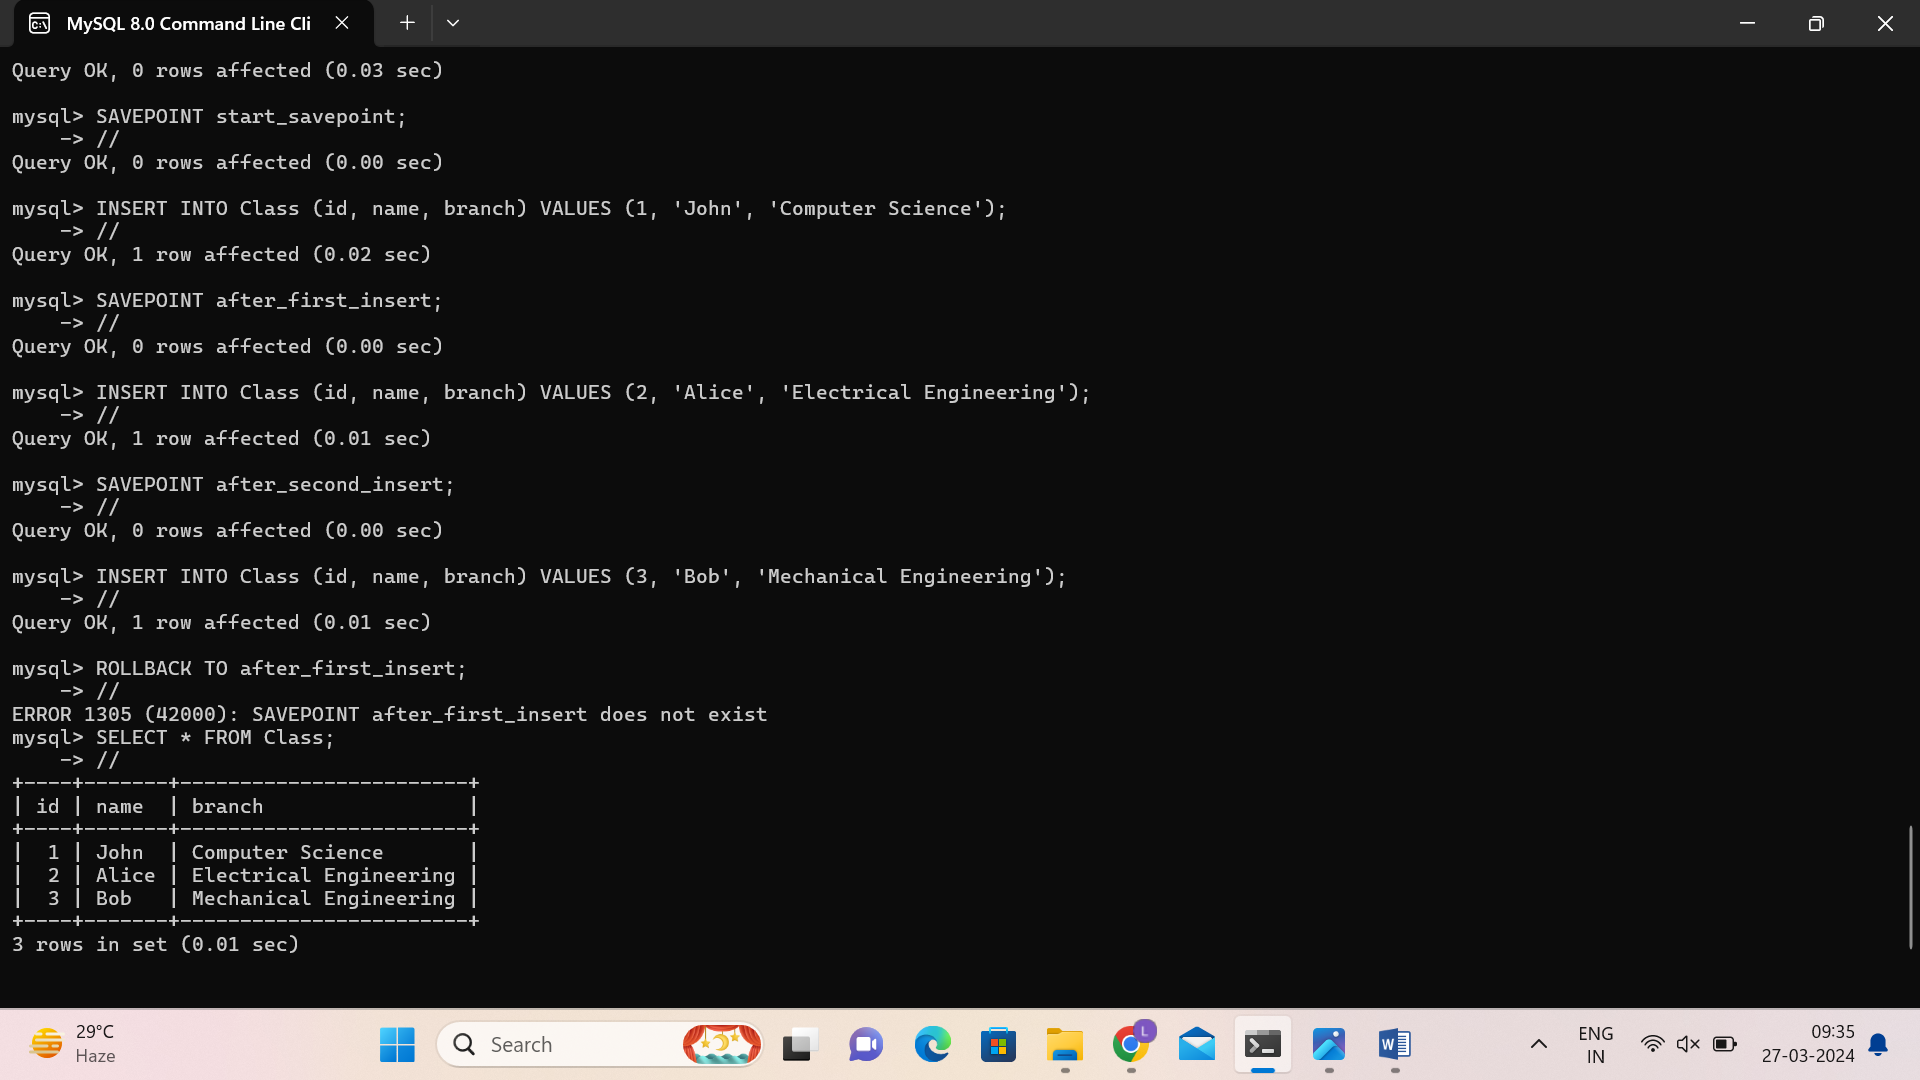 MySQL 8.0 Command Line Cli
Query OK, 0 rows affected (0.03 sec)
mysql> SAVEPOINT start_savepoint;
    -> //
Query OK, 0 rows affected (0.00 sec)
mysql> INSERT INTO Class (id, name, branch) VALUES (1, 'John', 'Computer Science');
    -> //
Query OK, 1 row affected (0.02 sec)
mysql> SAVEPOINT after_first_insert;
    -> //
Query OK, 0 rows affected (0.00 sec)
mysql> INSERT INTO Class (id, name, branch) VALUES (2, 'Alice', 'Electrical Engineering');
    -> //
Query OK, 1 row affected (0.01 sec)
mysql> SAVEPOINT after_second_insert;
    -> //
Query OK, 0 rows affected (0.00 sec)
mysql> INSERT INTO Class (id, name, branch) VALUES (3, 'Bob', 'Mechanical Engineering');
    -> //
Query OK, 1 row affected (0.01 sec)
mysql> ROLLBACK TO after_first_insert;
    -> //
ERROR 1305 (42000): SAVEPOINT after_first_insert does not exist
mysql> SELECT * FROM Class;
    -> //
+----+-------+------------------------+
| id | name  | branch                 |
+----+-------+------------------------+
|  1 | John  | Computer Science       |
|  2 | Alice | Electrical Engineering |
|  3 | Bob   | Mechanical Engineering |
+----+-------+------------------------+
3 rows in set (0.01 sec)
29°C
Haze
Search
L
W
ENG
IN
09:35
27-03-2024